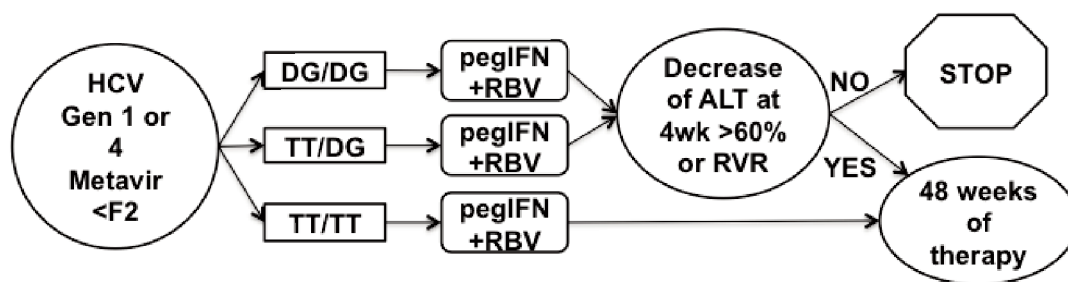 HCV
Gen 1 or
4
Metavir
<F2
DG/DG
TT/DG
TT/TT
pegIFN
+RBV
pegIFN
+RBV
pegIFN
+RBV
Decrease
of ALT at
4wk >60%
or RVR
NO
YES
STOP
48 weeks
of
therapy